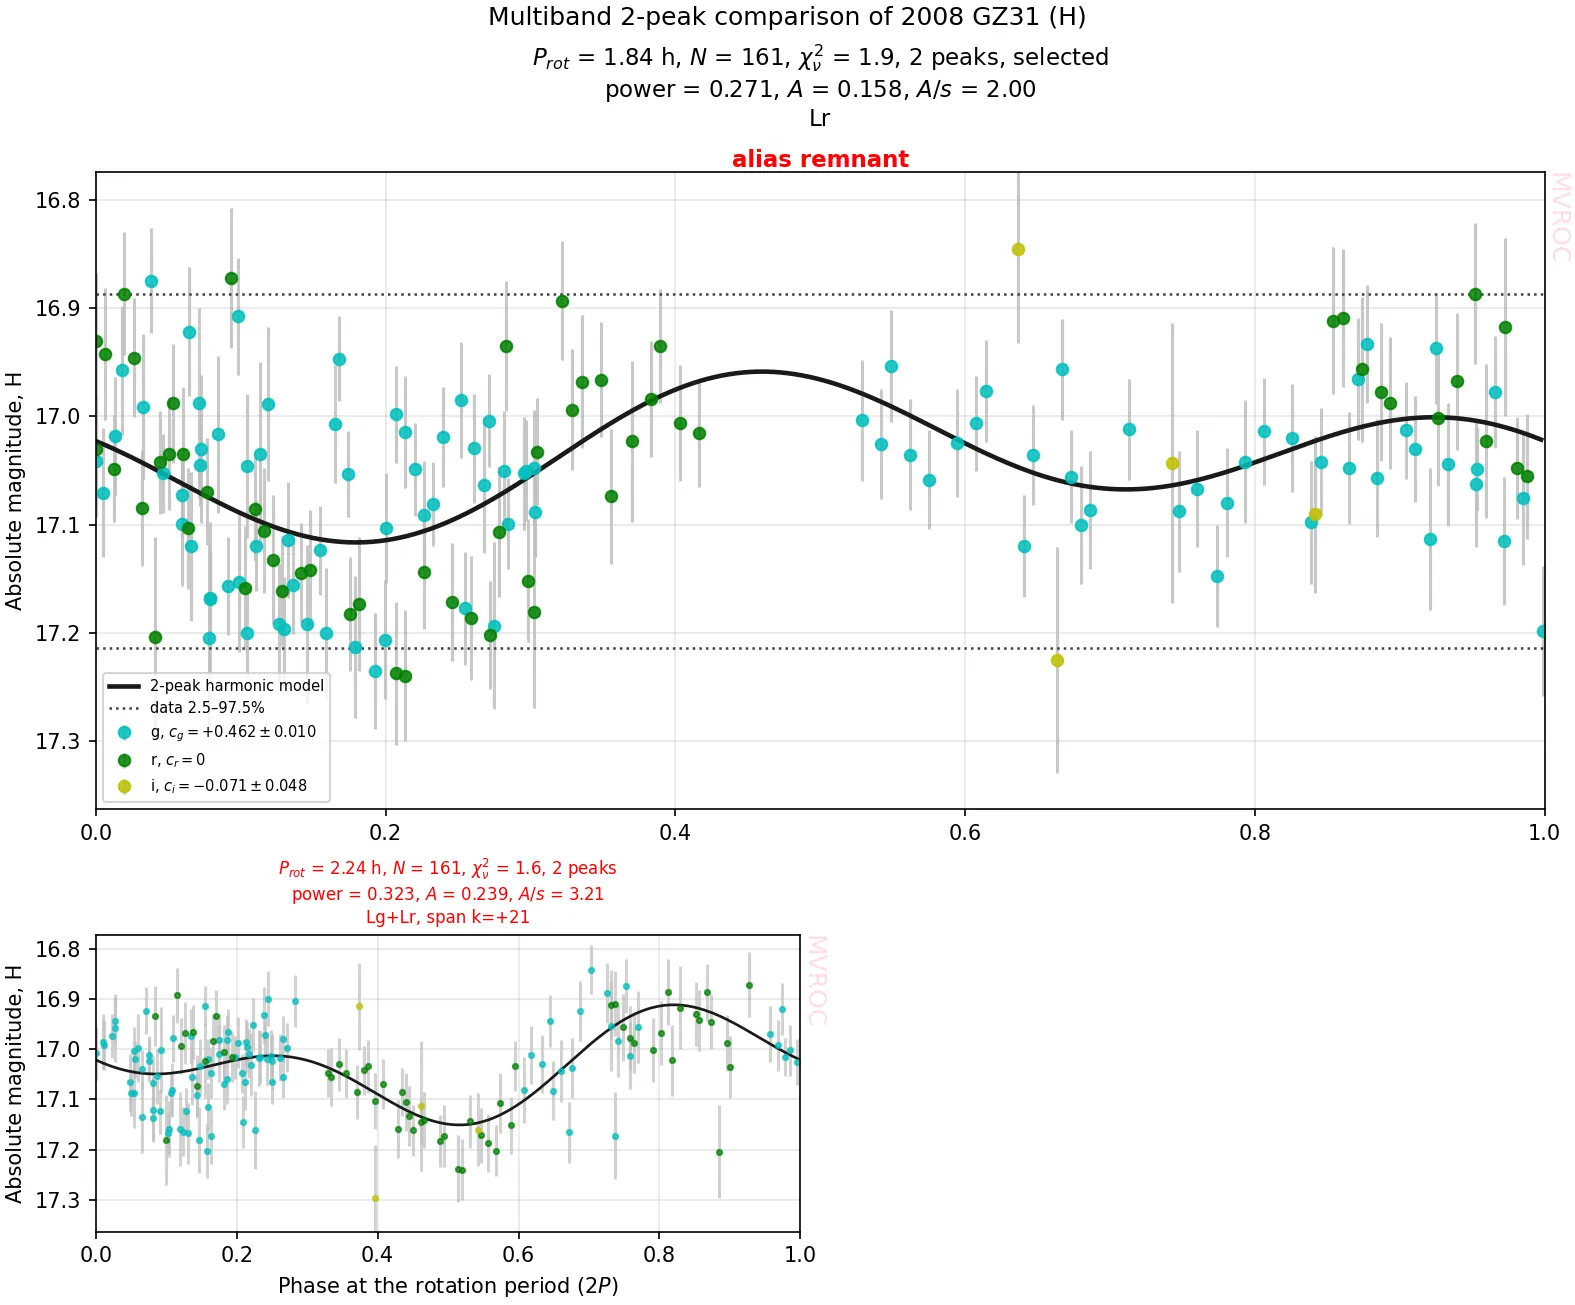 Multiband 2-peak comparison of 2008 GZ31 (H)
P_rot = 1.84 h, N = 161, χ²_ν = 1.9, 2 peaks, selected
power = 0.271, A = 0.158, A/s = 2.00
Lr
alias remnant
MVROC
Absolute magnitude, H
16.8
16.9
17.0
17.1
17.2
17.3
2-peak harmonic model
data 2.5–97.5%
g, c_g = +0.462 ± 0.010
r, c_r = 0
i, c_i = −0.071 ± 0.048
0.0 0.2 0.4 0.6 0.8 1.0
P_rot = 2.24 h, N = 161, χ²_ν = 1.6, 2 peaks
power = 0.323, A = 0.239, A/s = 3.21
Lg+Lr, span k=+21
MVROC
Absolute magnitude, H
16.8
16.9
17.0
17.1
17.2
17.3
0.0 0.2 0.4 0.6 0.8 1.0
Phase at the rotation period (2P)